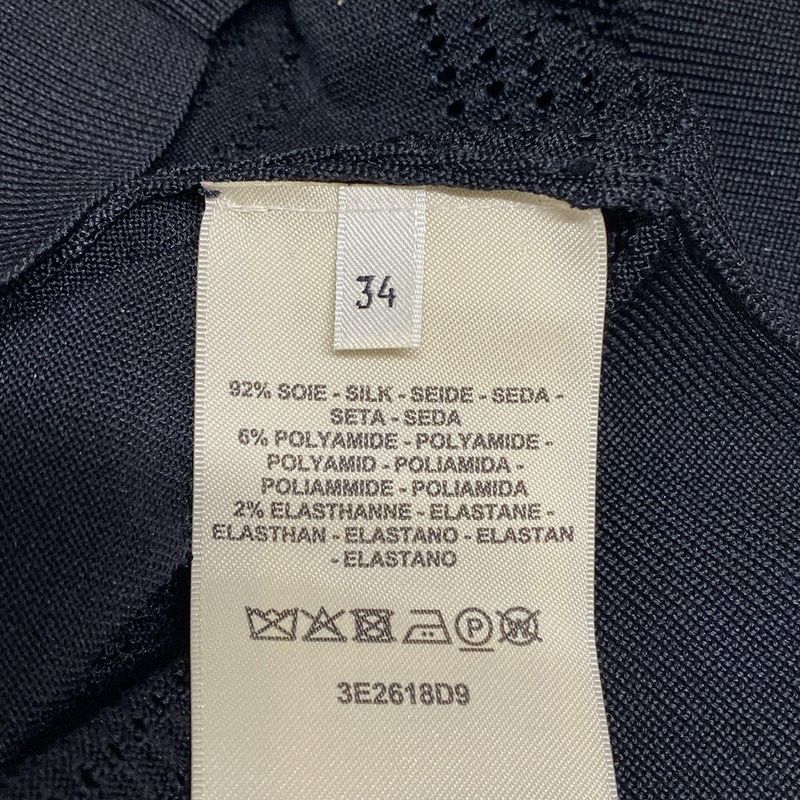 34
92% SOIE - SILK - SEIDE - SEDA -
SETA - SEDA
6% POLYAMIDE - POLYAMIDE -
POLYAMID - POLIAMIDA -
POLIAMMIDE - POLIAMIDA
2% ELASTHANNE - ELASTANE -
ELASTHAN - ELASTANO - ELASTAN
- ELASTANO
P W
3E2618D9